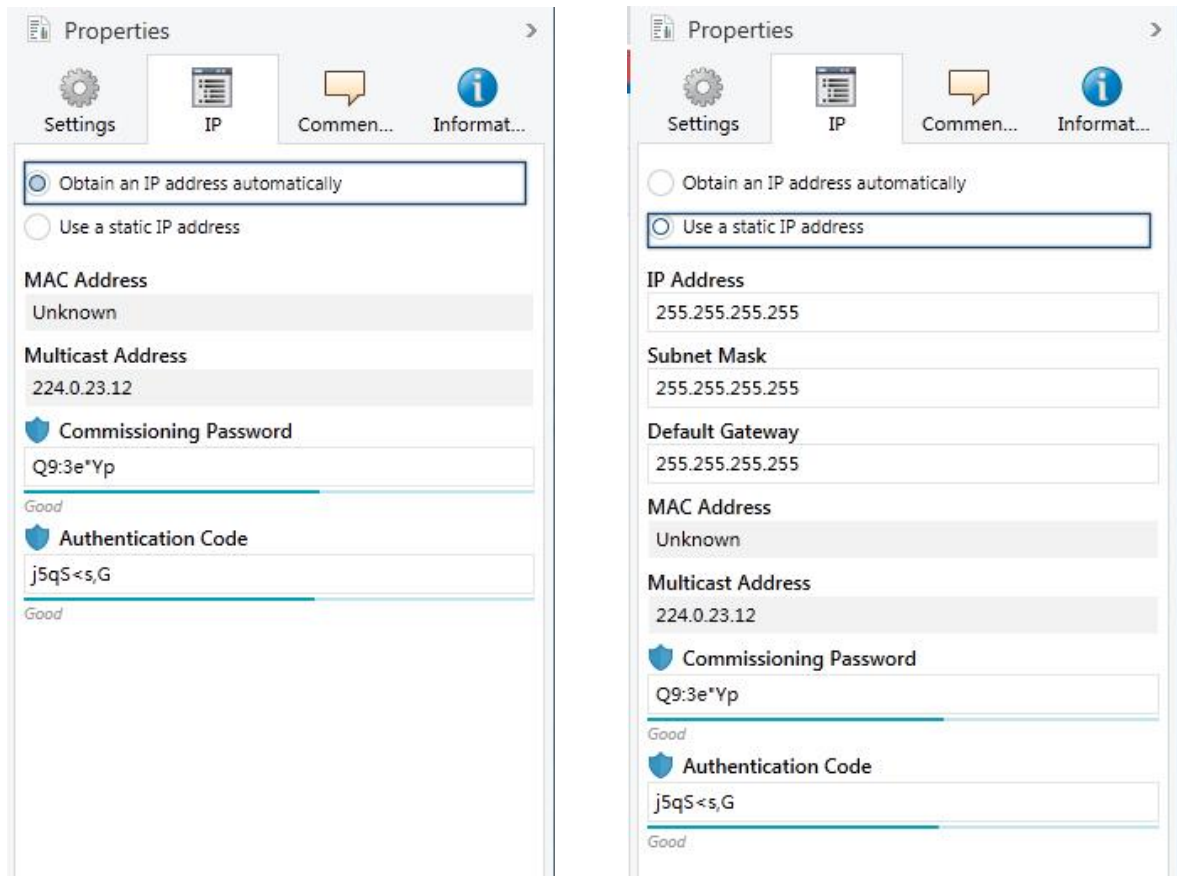 Properties
Settings
IP
Commen...
Informat...
Obtain an IP address automatically
Use a static IP address
MAC Address
Unknown
Multicast Address
224.0.23.12
Commissioning Password
Q9:3e"Yp
Good
Authentication Code
j5qS<s,G
Good
Properties
Settings
IP
Commen...
Informat...
Obtain an IP address automatically
Use a static IP address
IP Address
255.255.255.255
Subnet Mask
255.255.255.255
Default Gateway
255.255.255.255
MAC Address
Unknown
Multicast Address
224.0.23.12
Commissioning Password
Q9:3e"Yp
Good
Authentication Code
j5qS<s,G
Good